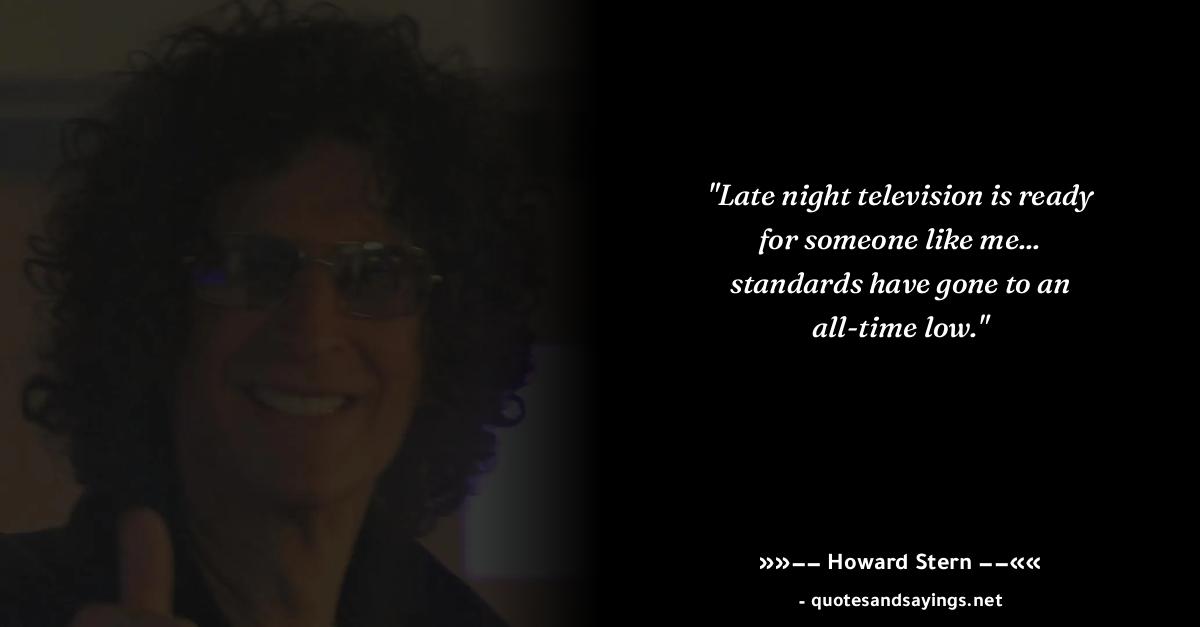 "Late night television is ready
for someone like me...
standards have gone to an
all-time low."
»»−− Howard Stern −−««
- quotesandsayings.net